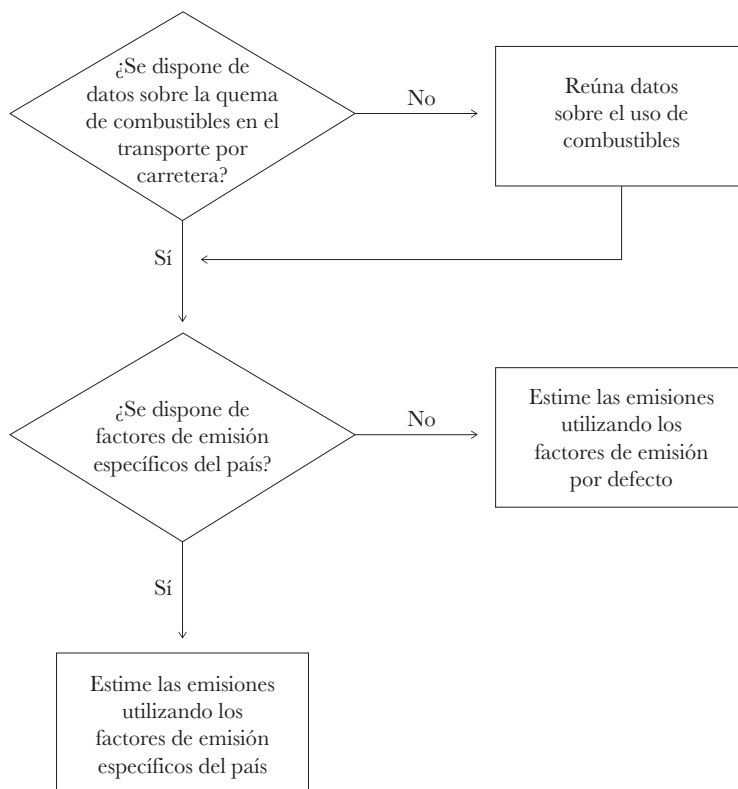 ¿Se dispone de
datos sobre la quema
de combustibles en el
transporte por
carretera?
No
Reúna datos
sobre el uso de
combustibles
Sí
¿Se dispone de
factores de emisión
específicos del país?
No
Estime las emisiones
utilizando los
factores de emisión
por defecto
Sí
Estime las emisiones
utilizando los
factores de emisión
específicos del país